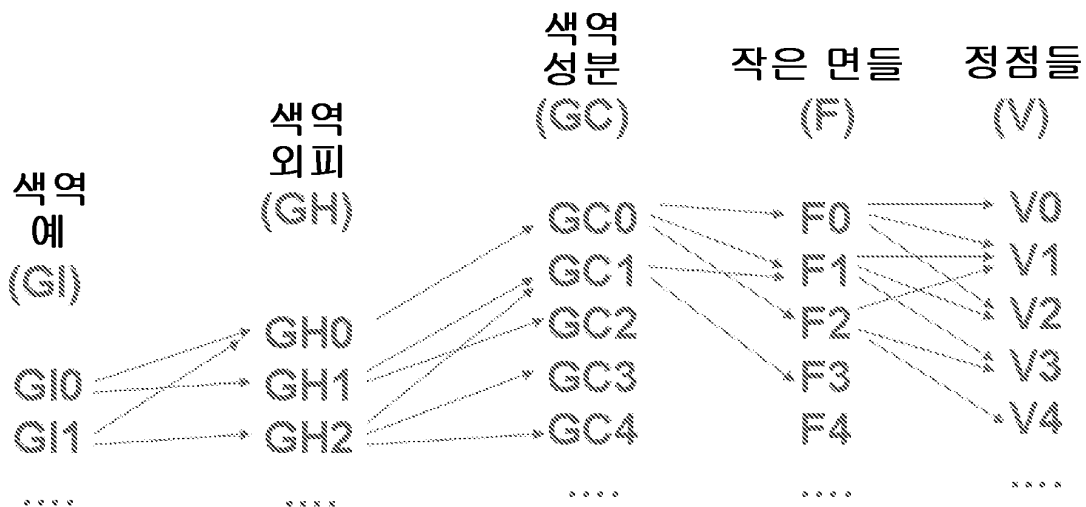 색역
예
(GI)
GI0
GI1
....
색역
외피
(GH)
GH0
GH1
GH2
....
색역
성분
(GC)
GC0
GC1
GC2
GC3
GC4
....
작은 면들
(F)
F0
F1
F2
F3
F4
....
정점들
(V)
V0
V1
V2
V3
V4
....